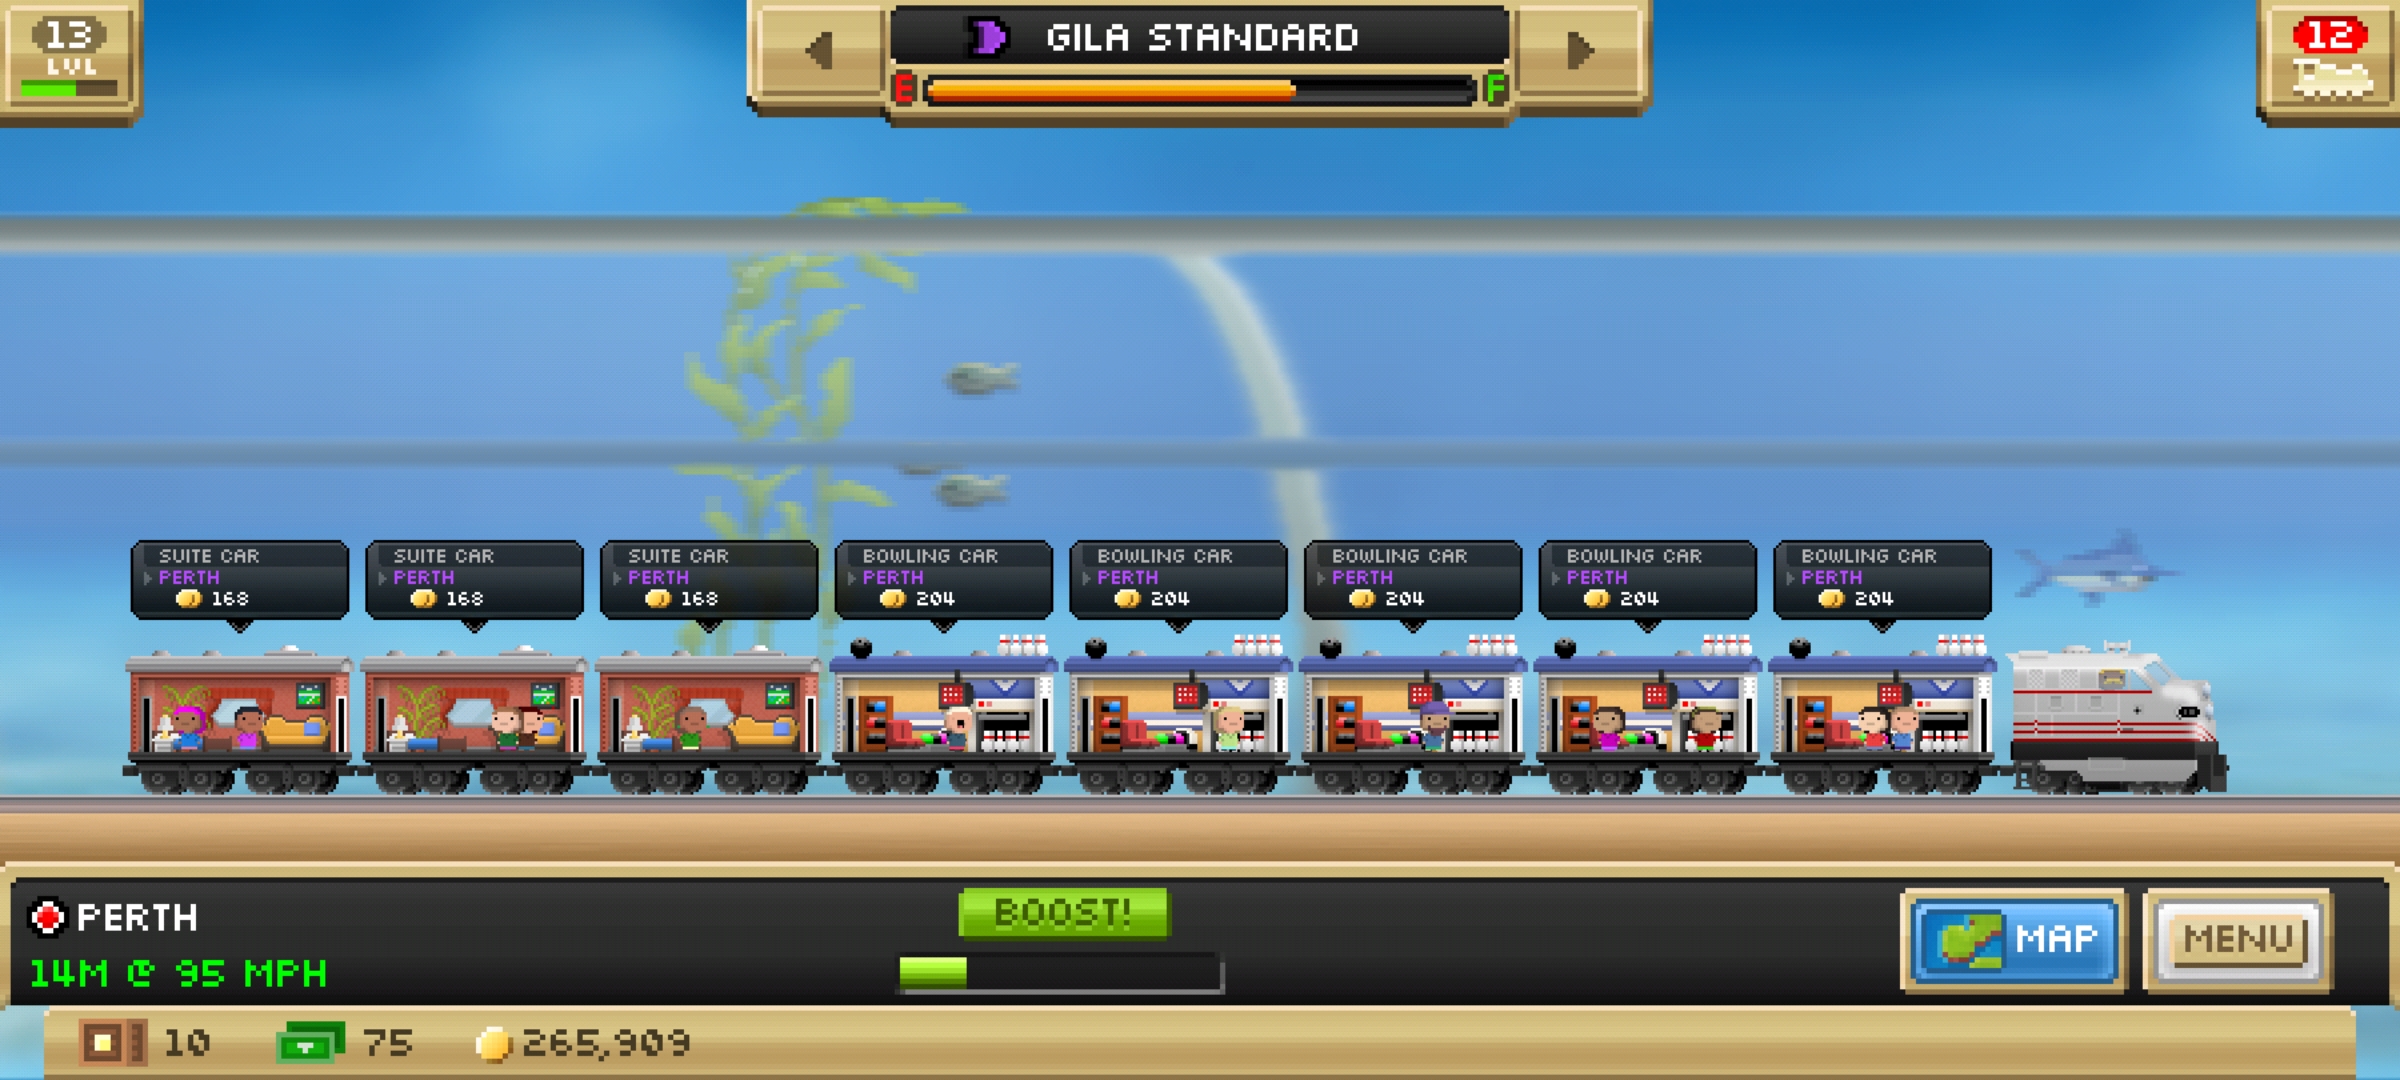 13
LVL
GILA STANDARD
E F
12
SUITE CAR
PERTH
168
SUITE CAR
PERTH
168
SUITE CAR
PERTH
168
BOWLING CAR
PERTH
204
BOWLING CAR
PERTH
204
BOWLING CAR
PERTH
204
BOWLING CAR
PERTH
204
BOWLING CAR
PERTH
204
PERTH
14M @ 95 MPH
BOOST!
MAP
MENU
10 75 265,909